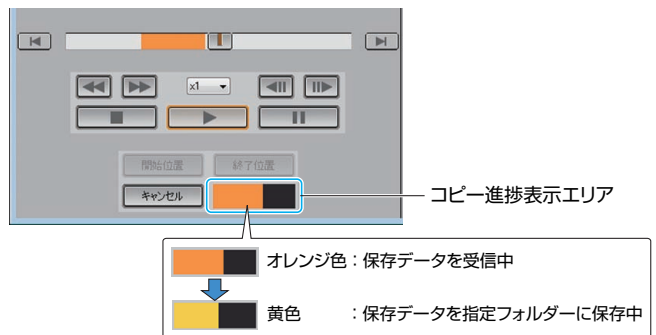 x1
開始位置 終了位置
キャンセル
コピー進捗表示エリア
オレンジ色：保存データを受信中
黄色　　　：保存データを指定フォルダーに保存中